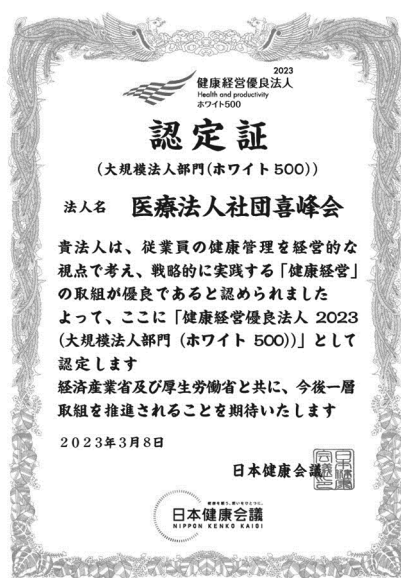 2023
健康経営優良法人
Health and productivity
ホワイト500
認定証
(大規模法人部門(ホワイト500))
法人名 医療法人社団喜峰会
貴法人は、従業員の健康管理を経営的な
視点で考え、戦略的に実践する「健康経営」
の取組が優良であると認められました
よって、ここに「健康経営優良法人 2023
(大規模法人部門 (ホワイト 500))」として
認定します
経済産業省及び厚生労働省と共に、今後一層
取組を推進されることを期待いたします
2023年3月8日
日本健康会議
日本健康会議
NIPPON KENKO KAIGI